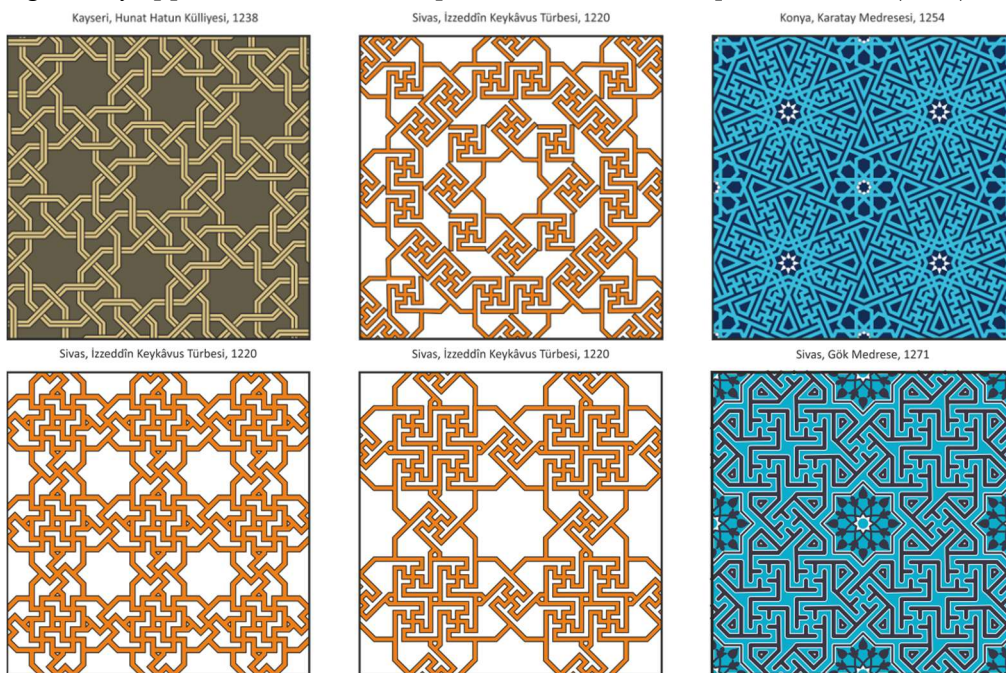 Kayseri, Hunat Hatun Külliyesi, 1238
Sivas, İzzeddîn Keykâvus Türbesi, 1220
Konya, Karatay Medresesi, 1254
Sivas, İzzeddîn Keykâvus Türbesi, 1220
Sivas, İzzeddîn Keykâvus Türbesi, 1220
Sivas, Gök Medrese, 1271